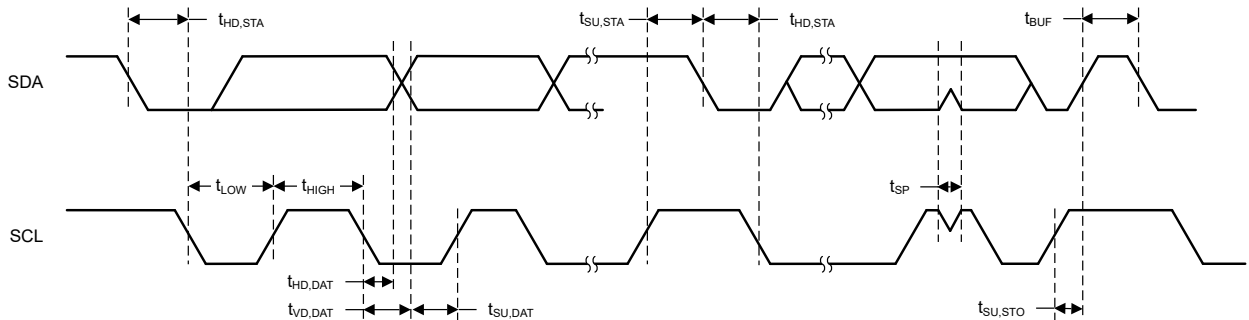 tHD,STA
tSU,STA
tHD,STA
tBUF
SDA
tLOW
tHIGH
tSP
SCL
tHD,DAT
tVD,DAT
tSU,DAT
tSU,STO